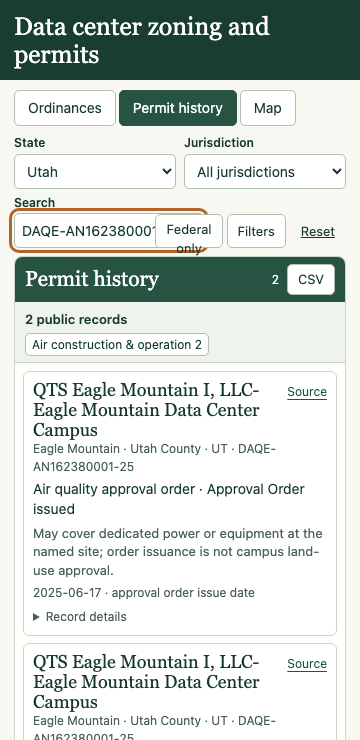 Data center zoning and
permits
Ordinances
Permit history
Map
State
Jurisdiction
Utah
All jurisdictions
Search
DAQE-AN162380001
Federal
only
Filters
Reset
Permit history
2
CSV
2 public records
Air construction & operation 2
QTS Eagle Mountain I, LLC-
Eagle Mountain Data Center
Campus
Source
Eagle Mountain · Utah County · UT · DAQE-
AN162380001-25
Air quality approval order · Approval Order
issued
May cover dedicated power or equipment at the
named site; order issuance is not campus land-
use approval.
2025-06-17 · approval order issue date
Record details
QTS Eagle Mountain I, LLC-
Eagle Mountain Data Center
Campus
Source
Eagle Mountain · Utah County · UT · DAQE-
AN162380001-25